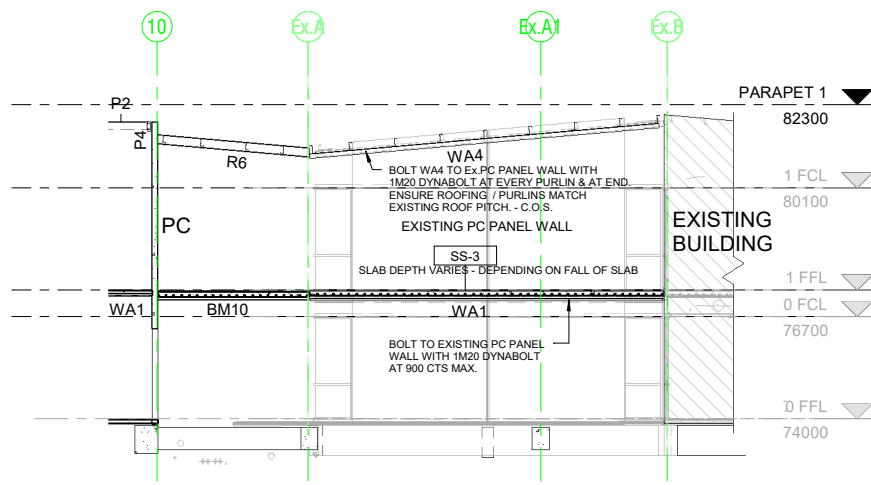 10
Ex.A
Ex.A1
Ex.B
PARAPET 1
82300
P2
P4
R6
WA4
BOLT WA4 TO Ex.PC PANEL WALL WITH
1M20 DYNABOLT AT EVERY PURLIN & AT END.
ENSURE ROOFING / PURLINS MATCH
EXISTING ROOF PITCH. - C.O.S.
1 FCL
80100
PC
EXISTING PC PANEL WALL
EXISTING
BUILDING
SS-3
SLAB DEPTH VARIES - DEPENDING ON FALL OF SLAB
1 FFL
WA1
BM10
WA1
0 FCL
76700
BOLT TO EXISTING PC PANEL
WALL WITH 1M20 DYNABOLT
AT 900 CTS MAX.
0 FFL
74000